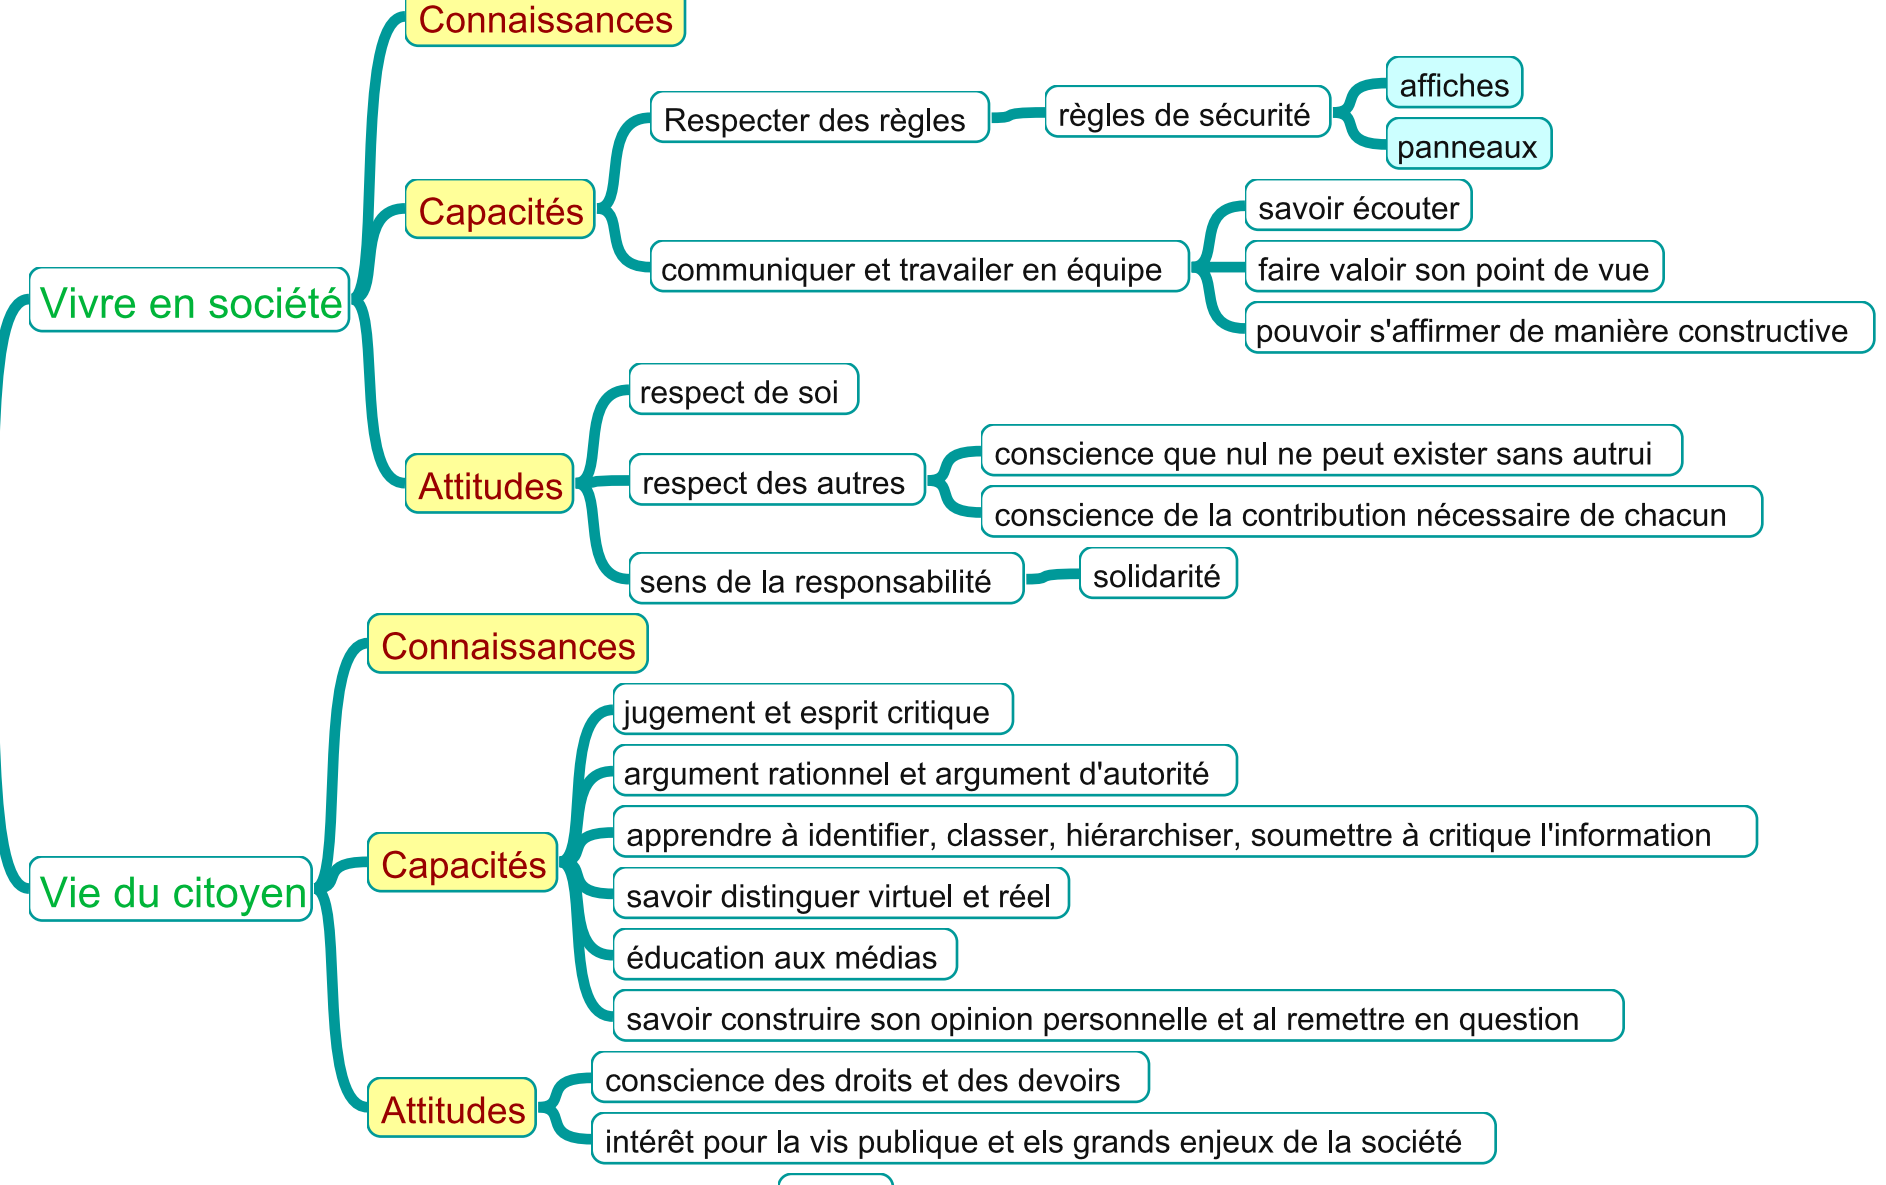 Connaissances
affiches
Respecter des règles
règles de sécurité
panneaux
Capacités
savoir écouter
communiquer et travailer en équipe
faire valoir son point de vue
Vivre en société
pouvoir s'affirmer de manière constructive
respect de soi
conscience que nul ne peut exister sans autrui
Attitudes
respect des autres
conscience de la contribution nécessaire de chacun
sens de la responsabilité
solidarité
Connaissances
jugement et esprit critique
argument rationnel et argument d'autorité
apprendre à identifier, classer, hiérarchiser, soumettre à critique l'information
Capacités
Vie du citoyen
savoir distinguer virtuel et réel
éducation aux médias
savoir construire son opinion personnelle et al remettre en question
conscience des droits et des devoirs
Attitudes
intérêt pour la vis publique et els grands enjeux de la société